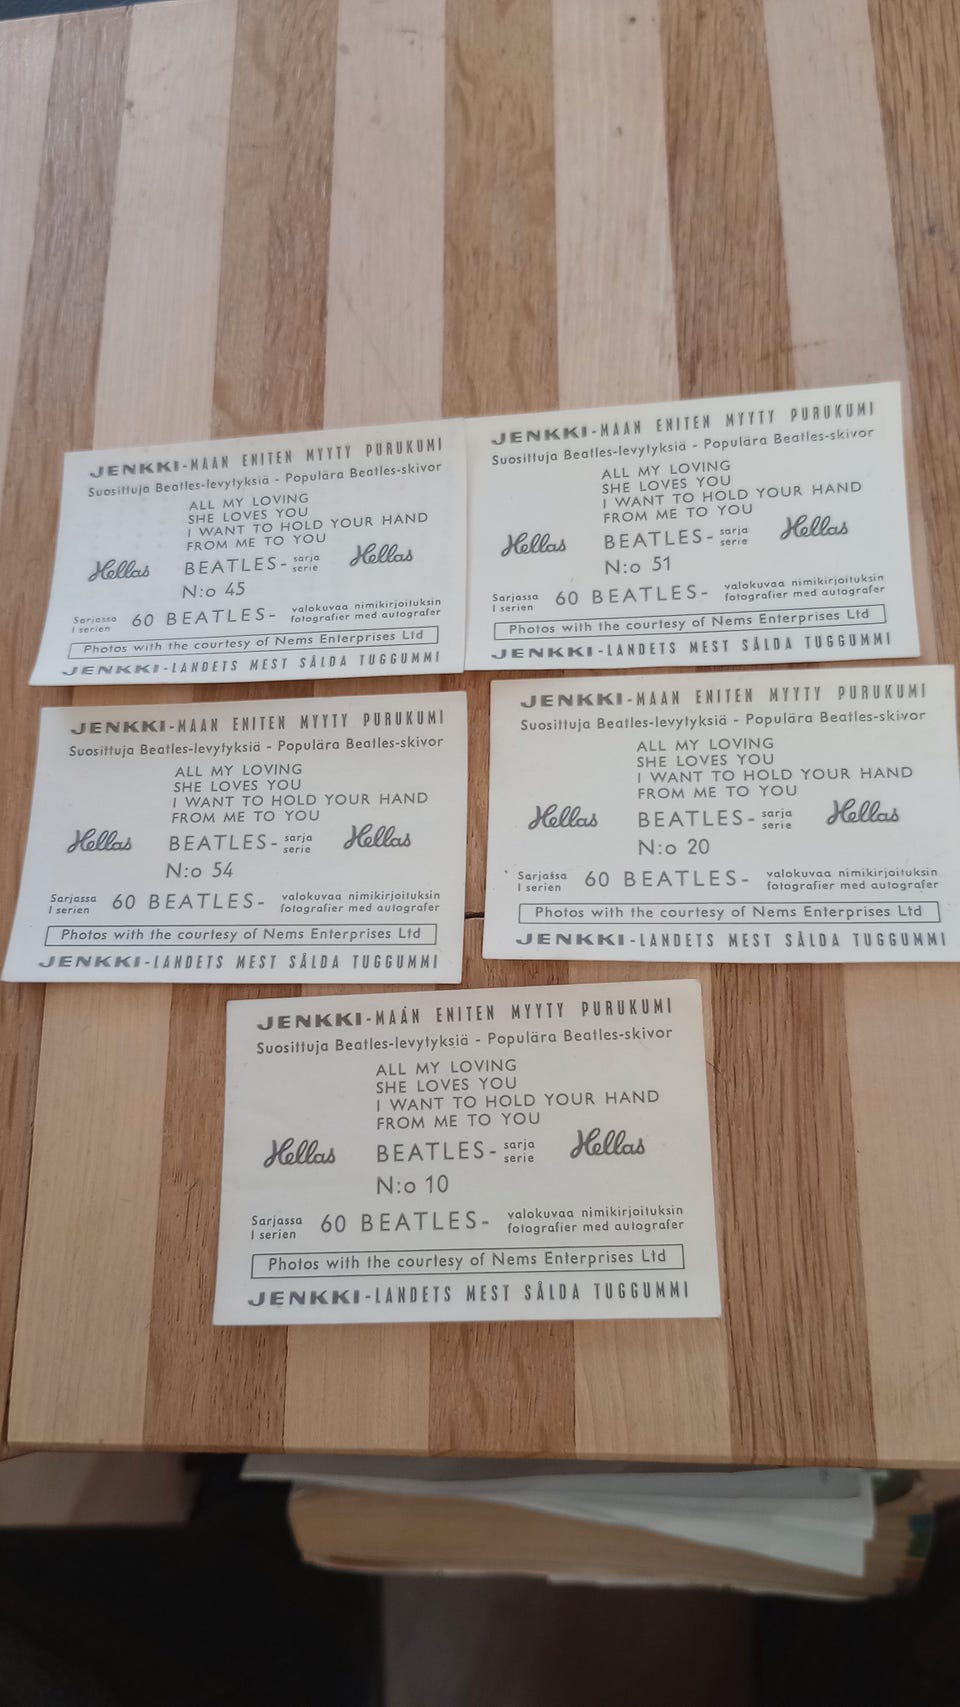 JENKKI-MAAN ENITEN MYYTY PURUKUMI
Suosittuja Beatles-levytyksiä - Populära Beatles-skivor
ALL MY LOVING
SHE LOVES YOU
I WANT TO HOLD YOUR HAND
FROM ME TO YOU
Hellas BEATLES- sarja serie Hellas
N:o 45
Sarjassa I serien 60 BEATLES- valokuvaa nimikirjoituksin fotografier med autografer
Photos with the courtesy of Nems Enterprises Ltd
JENKKI-LANDETS MEST SÅLDA TUGGUMMI
JENKKI-MAAN ENITEN MYYTY PURUKUMI
Suosittuja Beatles-levytyksiä - Populära Beatles-skivor
ALL MY LOVING
SHE LOVES YOU
I WANT TO HOLD YOUR HAND
FROM ME TO YOU
Hellas BEATLES- sarja serie Hellas
N:o 51
Sarjassa I serien 60 BEATLES- valokuvaa nimikirjoituksin fotografier med autografer
Photos with the courtesy of Nems Enterprises Ltd
JENKKI-LANDETS MEST SÅLDA TUGGUMMI
JENKKI-MAAN ENITEN MYYTY PURUKUMI
Suosittuja Beatles-levytyksiä - Populära Beatles-skivor
ALL MY LOVING
SHE LOVES YOU
I WANT TO HOLD YOUR HAND
FROM ME TO YOU
Hellas BEATLES- sarja serie Hellas
N:o 54
Sarjassa I serien 60 BEATLES- valokuvaa nimikirjoituksin fotografier med autografer
Photos with the courtesy of Nems Enterprises Ltd
JENKKI-LANDETS MEST SÅLDA TUGGUMMI
JENKKI-MAAN ENITEN MYYTY PURUKUMI
Suosittuja Beatles-levytyksiä - Populära Beatles-skivor
ALL MY LOVING
SHE LOVES YOU
I WANT TO HOLD YOUR HAND
FROM ME TO YOU
Hellas BEATLES- sarja serie Hellas
N:o 20
Sarjassa I serien 60 BEATLES- valokuvaa nimikirjoituksin fotografier med autografer
Photos with the courtesy of Nems Enterprises Ltd
JENKKI-LANDETS MEST SÅLDA TUGGUMMI
JENKKI-MAAN ENITEN MYYTY PURUKUMI
Suosittuja Beatles-levytyksiä - Populära Beatles-skivor
ALL MY LOVING
SHE LOVES YOU
I WANT TO HOLD YOUR HAND
FROM ME TO YOU
Hellas BEATLES- sarja serie Hellas
N:o 10
Sarjassa I serien 60 BEATLES- valokuvaa nimikirjoituksin fotografier med autografer
Photos with the courtesy of Nems Enterprises Ltd
JENKKI-LANDETS MEST SÅLDA TUGGUMMI